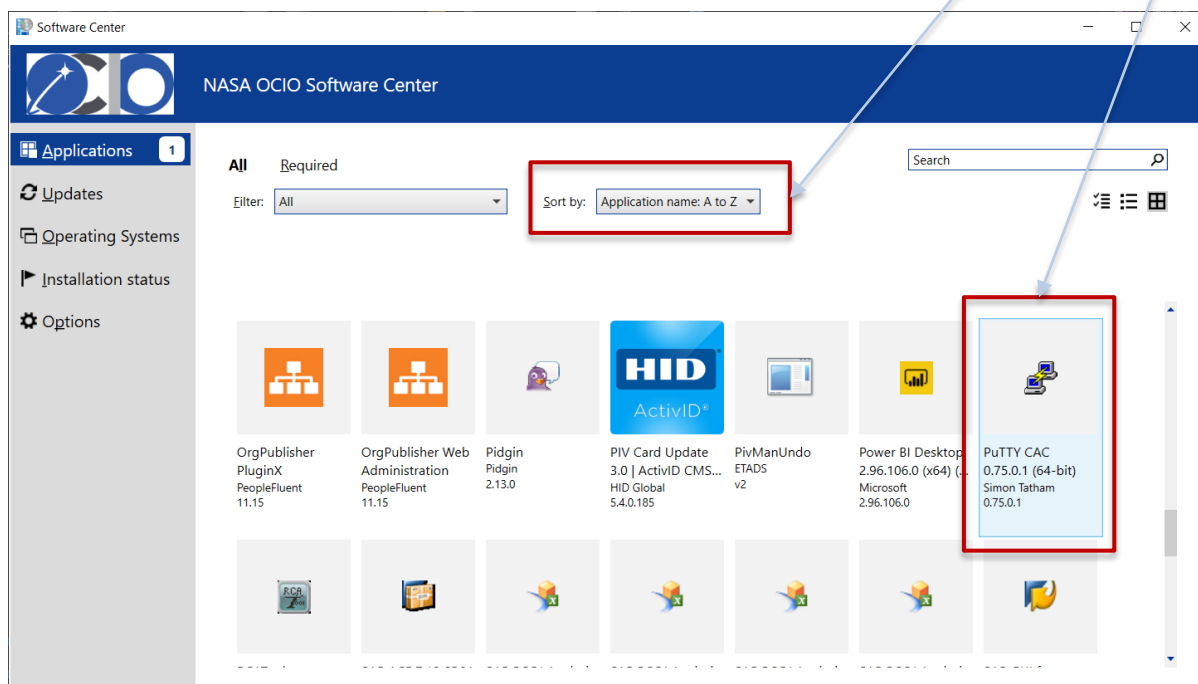 Software Center
NASA OCIO Software Center
Applications 1
Updates
Operating Systems
Installation status
Options
All Required
Search
Filter: All
Sort by: Application name: A to Z
OrgPublisher
PluginX
PeopleFluent
11.15
OrgPublisher Web
Administration
PeopleFluent
11.15
Pidgin
Pidgin
2.13.0
HID
ActivID®
PIV Card Update
3.0 | ActivID CMS...
HID Global
5.4.0.185
PivManUndo
ETADS
v2
Power BI Desktop
2.96.106.0 (x64) (...
Microsoft
2.96.106.0
PuTTY CAC
0.75.0.1 (64-bit)
Simon Tatham
0.75.0.1